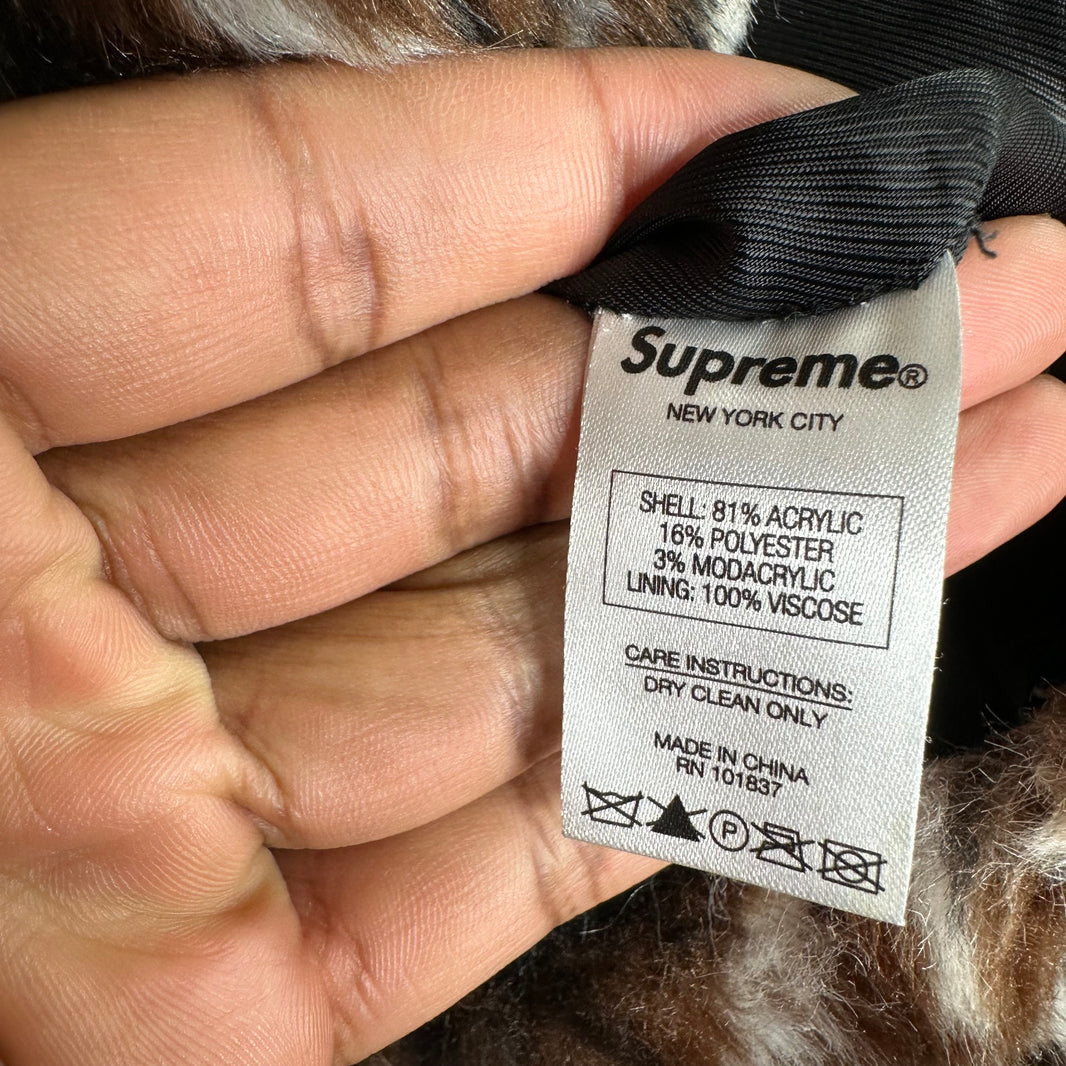 Supreme®
NEW YORK CITY
SHELL: 81% ACRYLIC
16% POLYESTER
3% MODACRYLIC
LINING: 100% VISCOSE
CARE INSTRUCTIONS:
DRY CLEAN ONLY
MADE IN CHINA
RN 101837
P